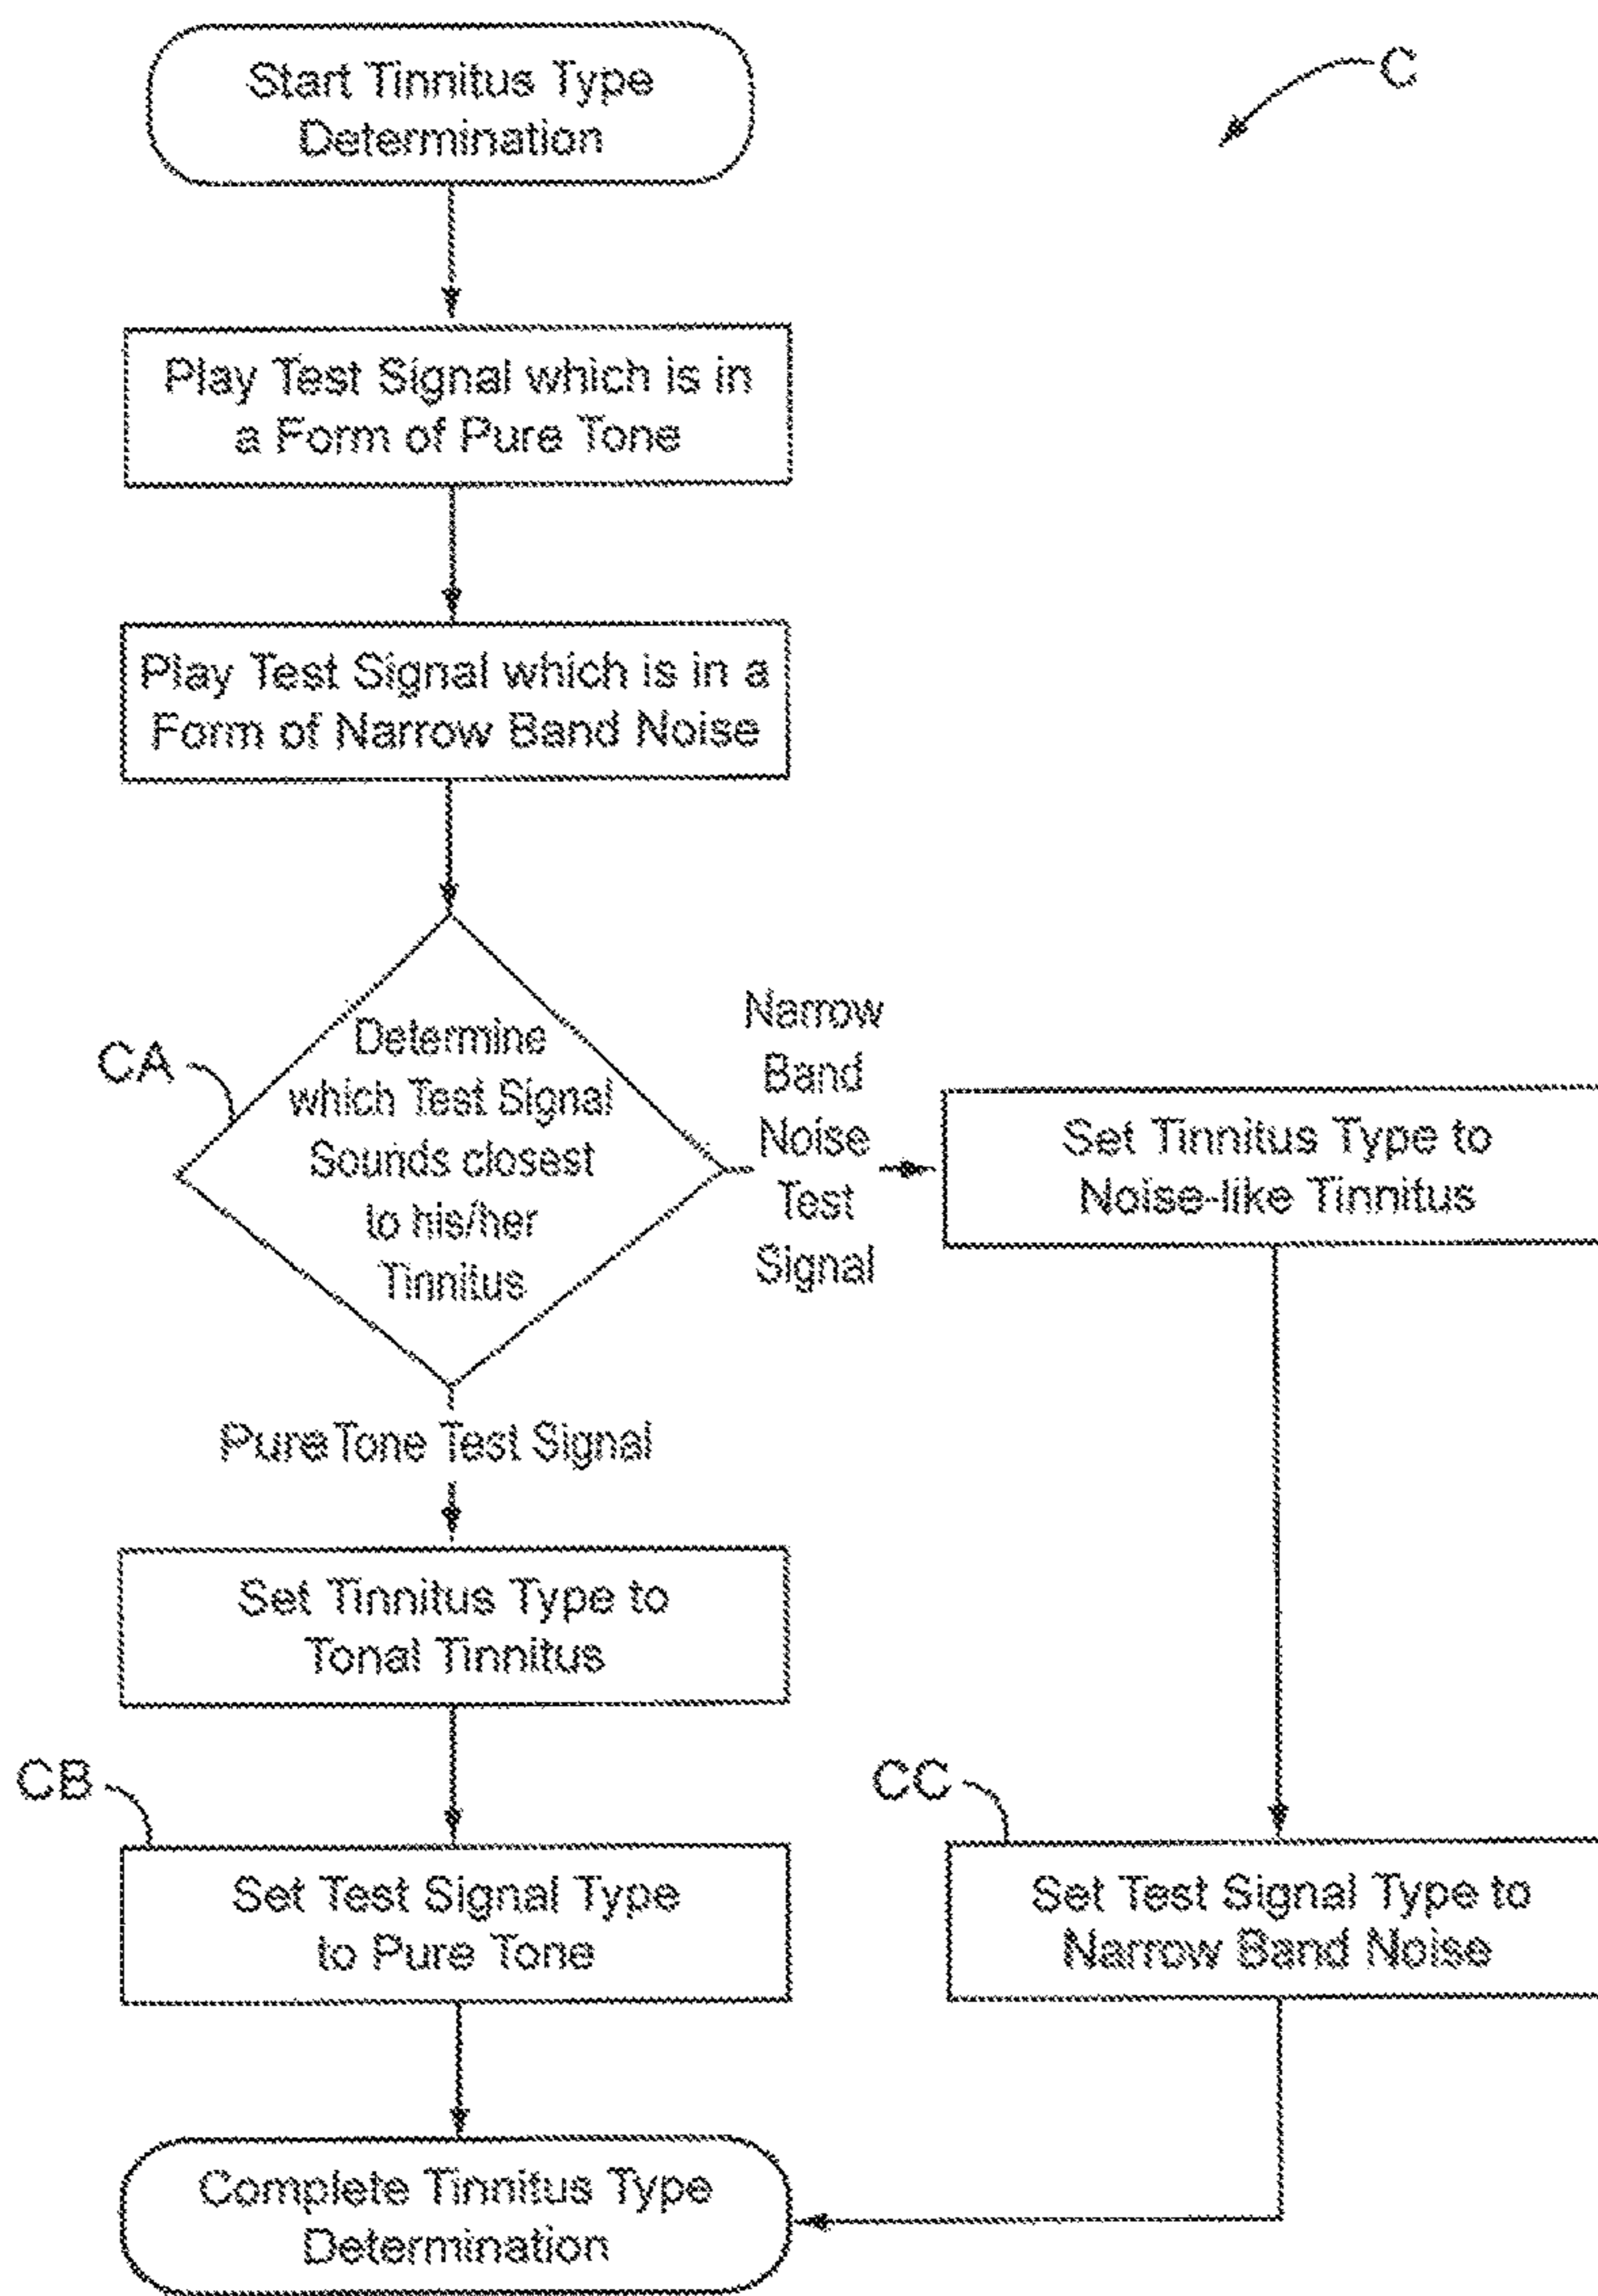 Start Tinnitus Type
Determination
C
Play Test Signal which is in
a Form of Pure Tone
Play Test Signal which is in a
Form of Narrow Band Noise
CA
Determine
which Test Signal
Sounds closest
to his/her
Tinnitus
Narrow
Band
Noise
Test
Signal
Set Tinnitus Type to
Noise-like Tinnitus
Pure Tone Test Signal
Set Tinnitus Type to
Tonal Tinnitus
CB
Set Test Signal Type
to Pure Tone
CC
Set Test Signal Type to
Narrow Band Noise
Complete Tinnitus Type
Determination